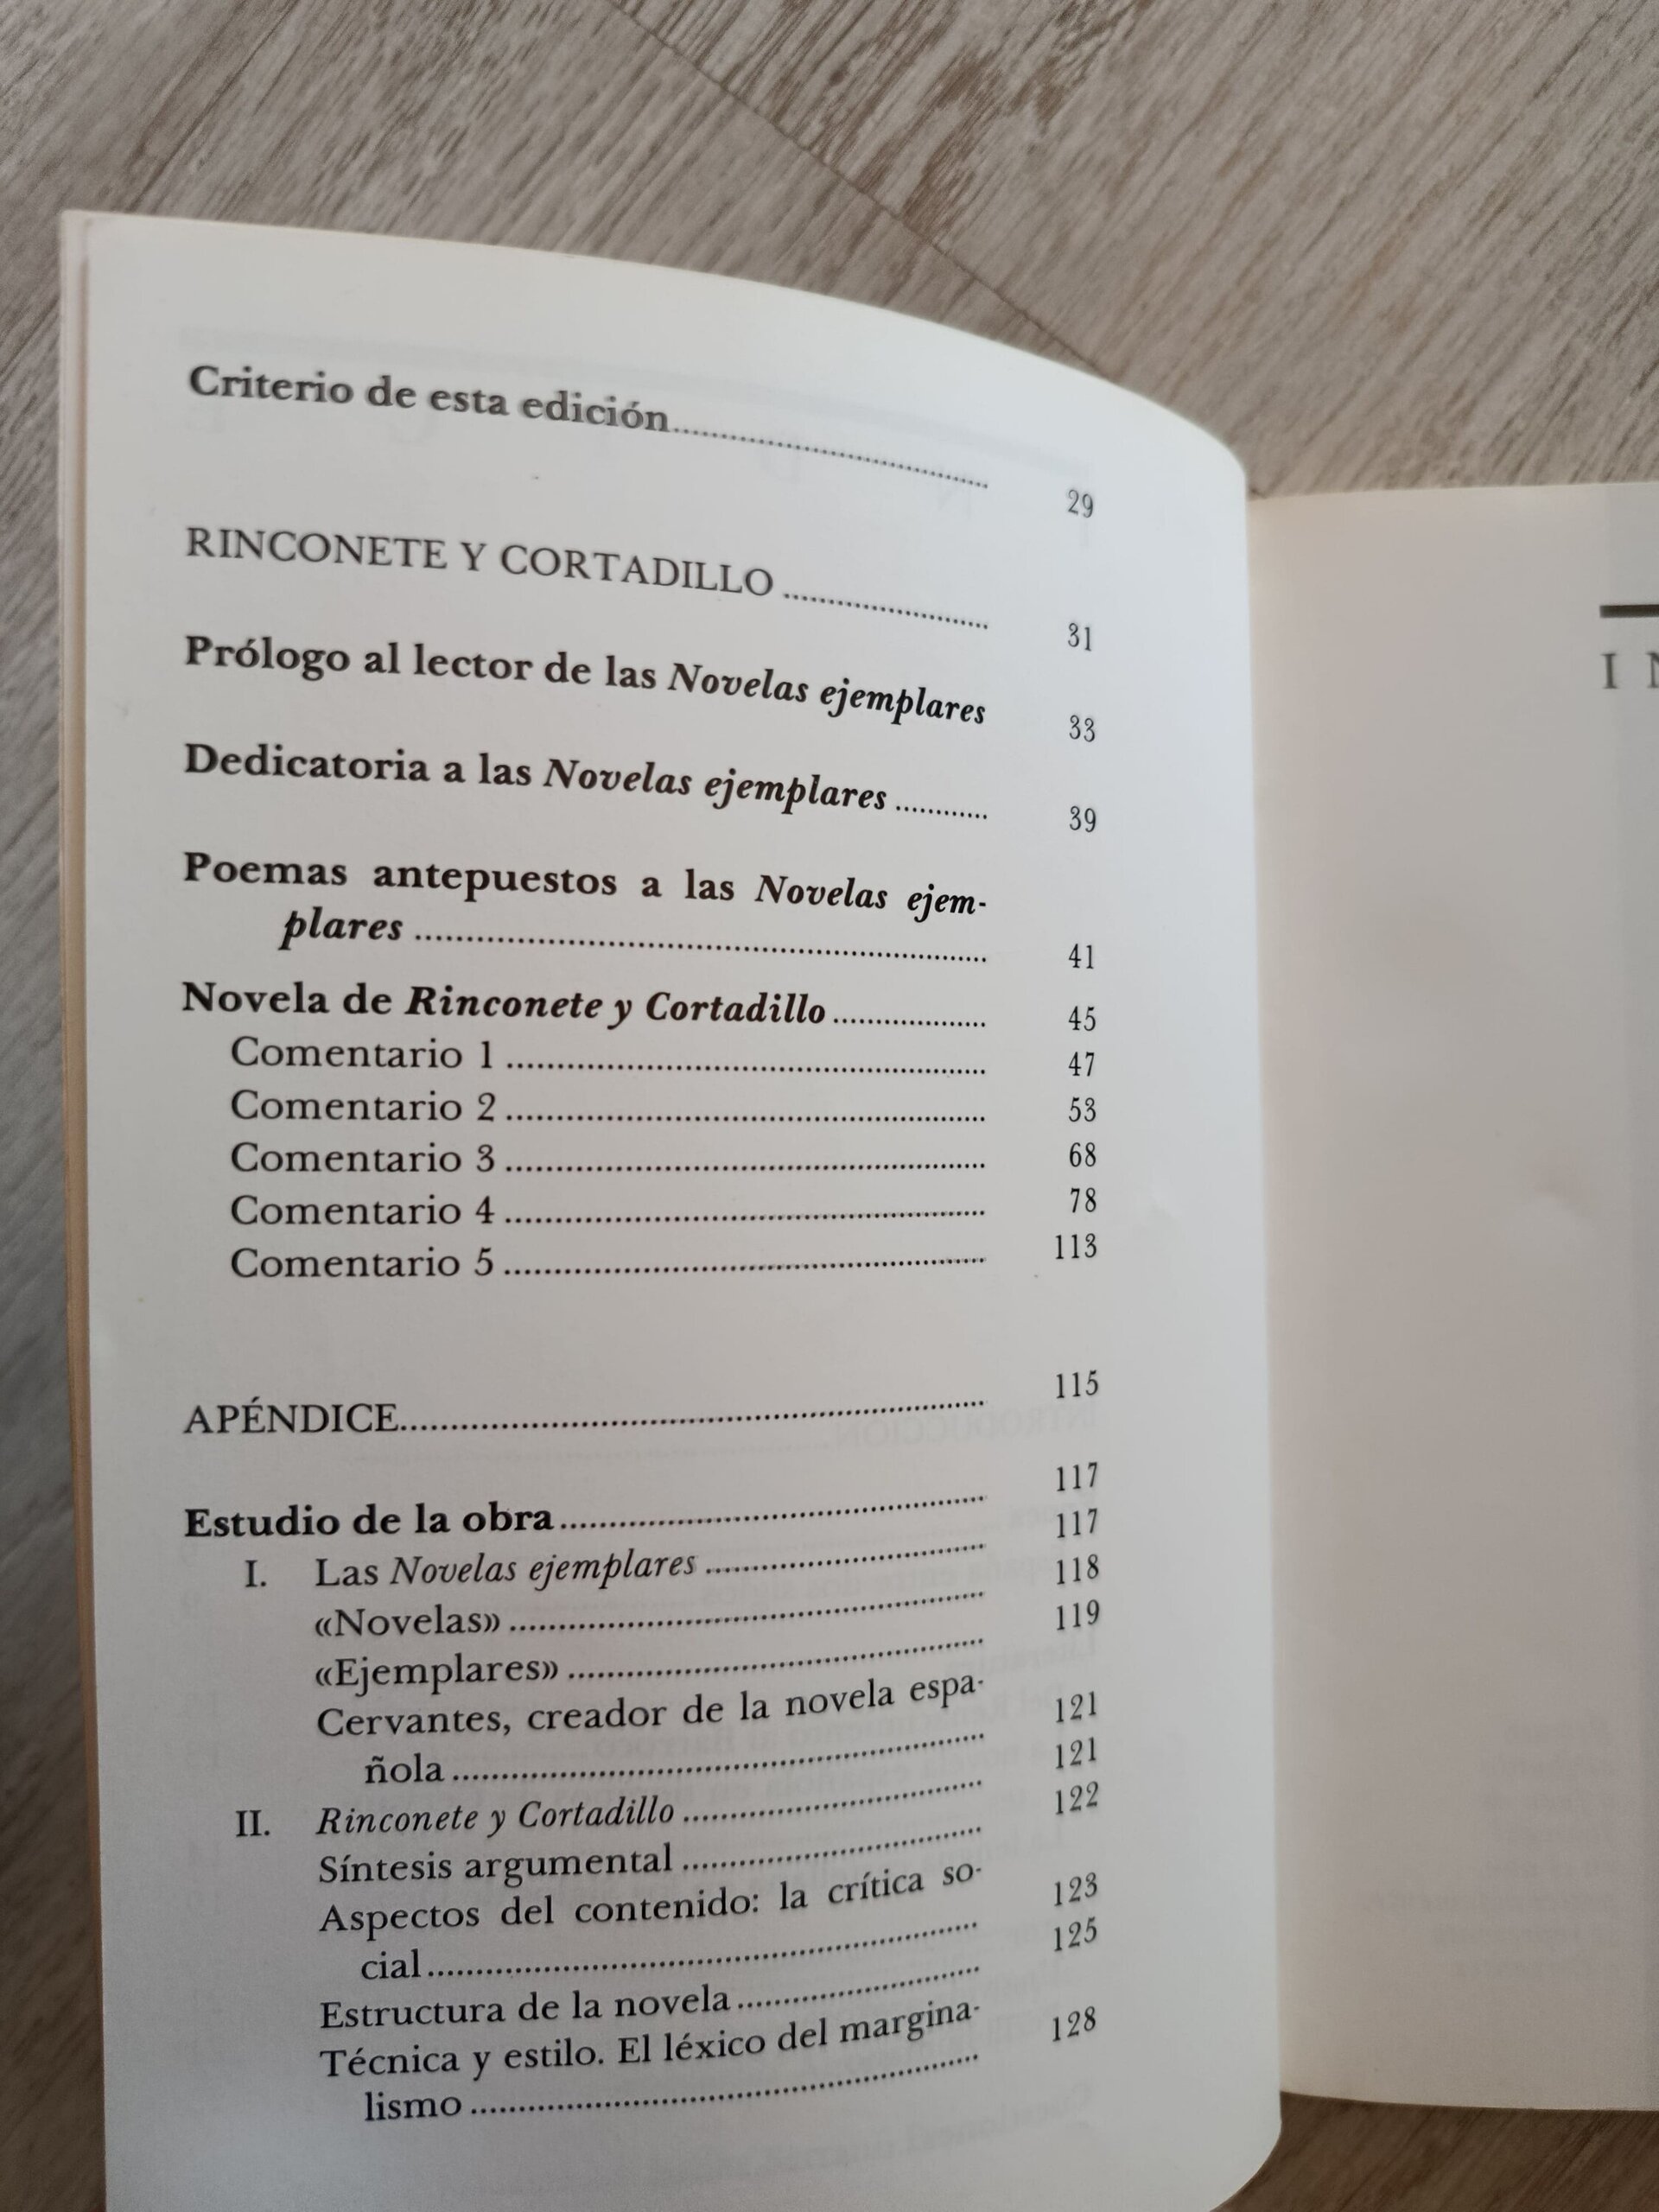 Criterio de esta edición.......... 29
RINCONETE Y CORTADILLO .......... 31
Prólogo al lector de las Novelas ejemplares 33
Dedicatoria a las Novelas ejemplares .......... 39
Poemas antepuestos a las Novelas ejem-
plares .......... 41
Novela de Rinconete y Cortadillo .......... 45
Comentario 1 .......... 47
Comentario 2 .......... 53
Comentario 3 .......... 68
Comentario 4 .......... 78
Comentario 5 .......... 113
APÉNDICE.......... 115
Estudio de la obra .......... 117
I. Las Novelas ejemplares .......... 117
«Novelas» .......... 118
«Ejemplares» .......... 119
Cervantes, creador de la novela espa-
ñola .......... 121
II. Rinconete y Cortadillo .......... 121
Síntesis argumental .......... 122
Aspectos del contenido: la crítica so-
cial .......... 123
Estructura de la novela .......... 125
Técnica y estilo. El léxico del margina-
lismo .......... 128